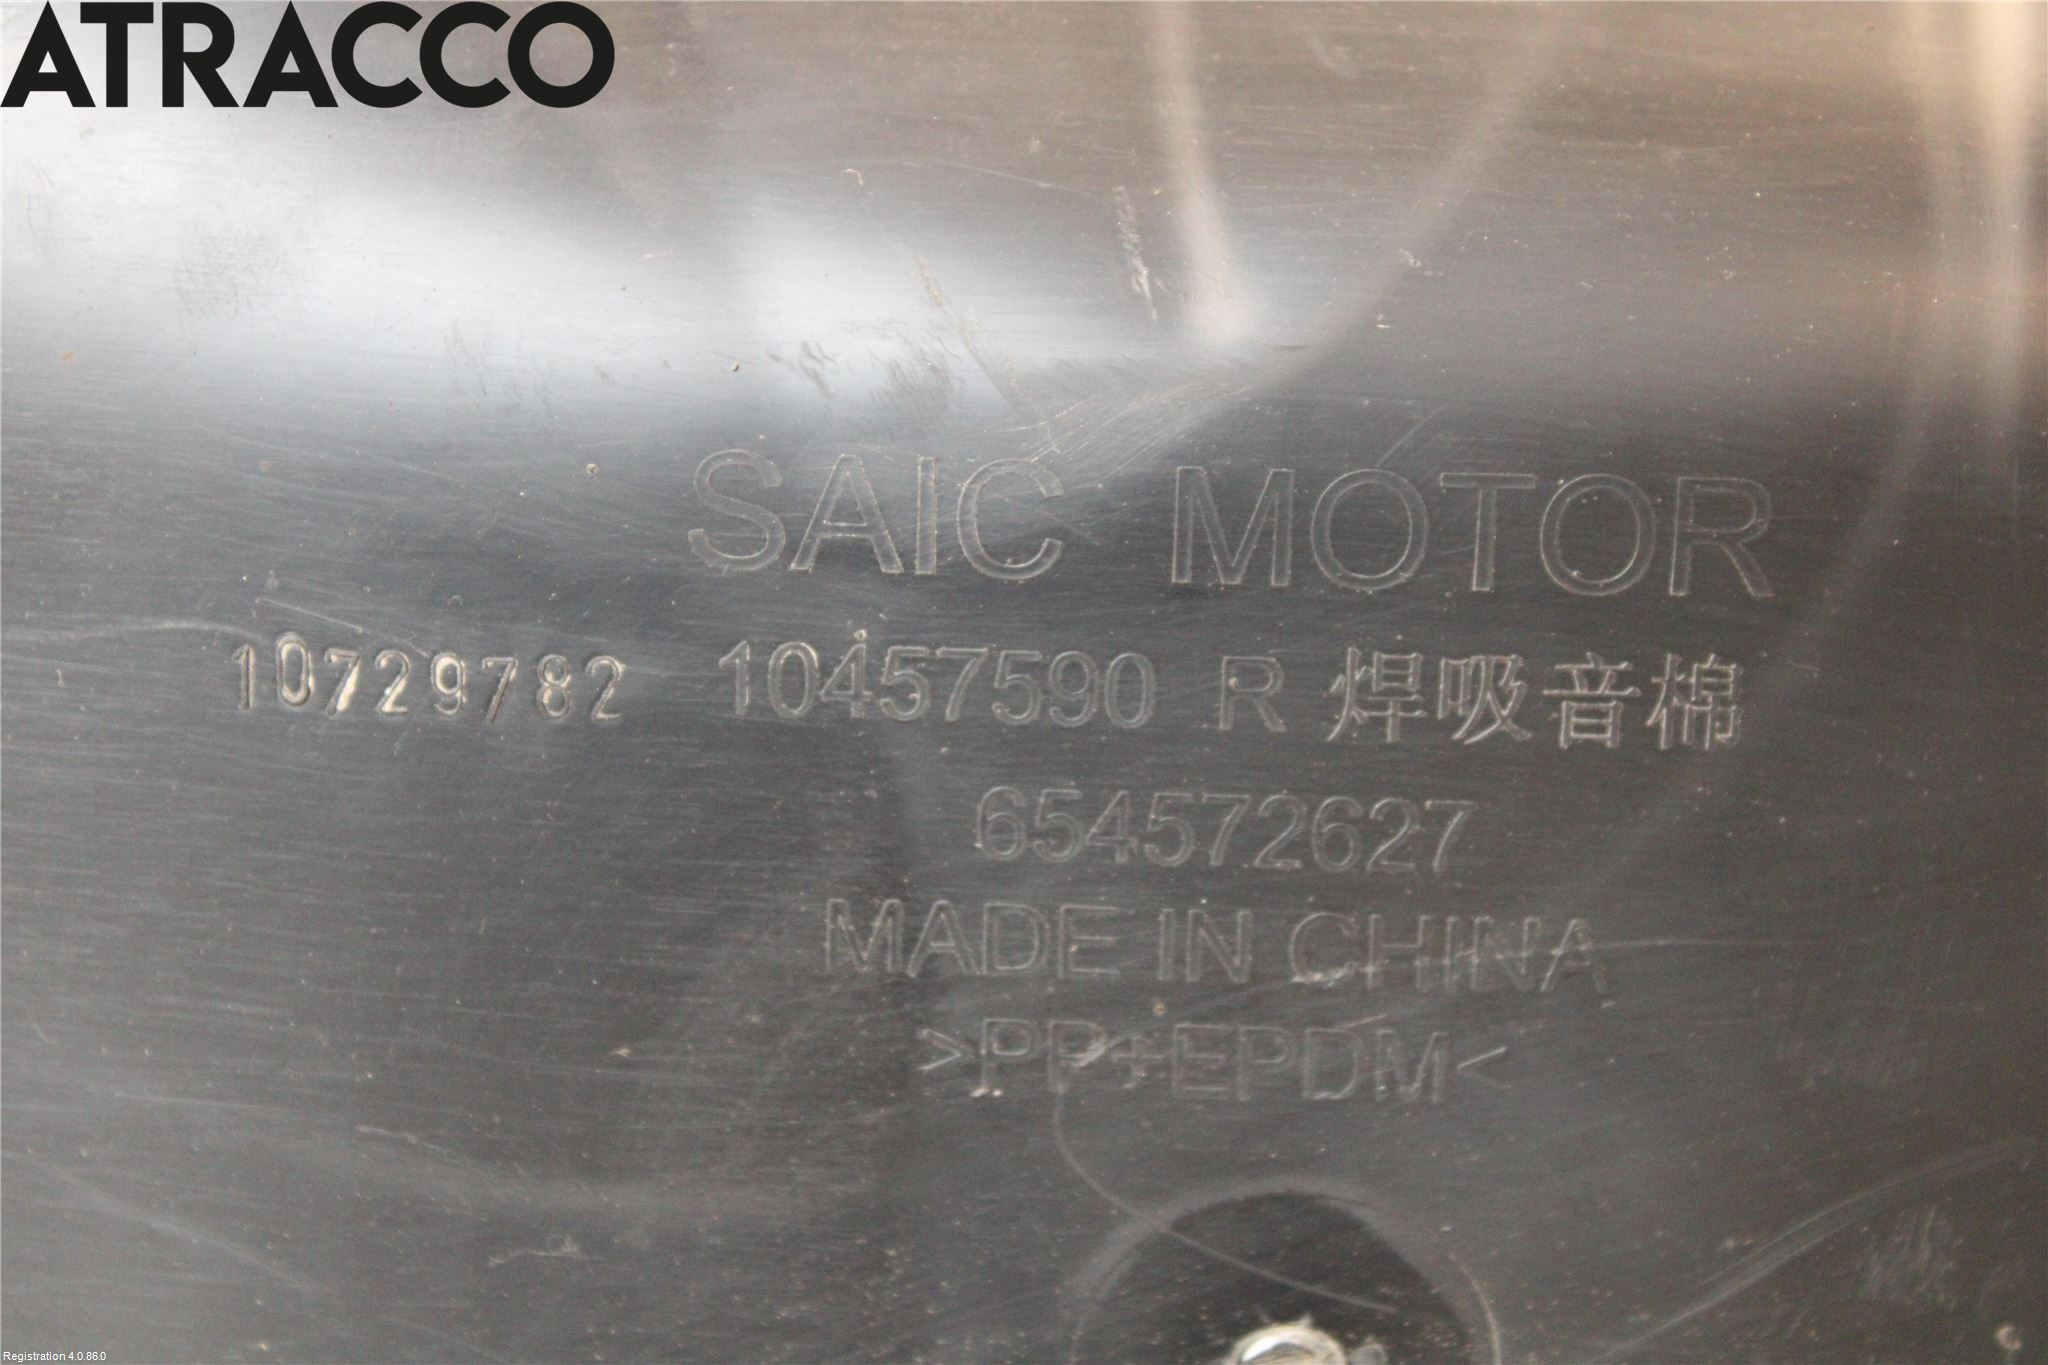 ATRACCO
SAIC MOTOR
10729782 10457590 R 焊吸音棉
654572627
MADE IN CHINA
>PP+EPDM<
Registration 4.0.86.0